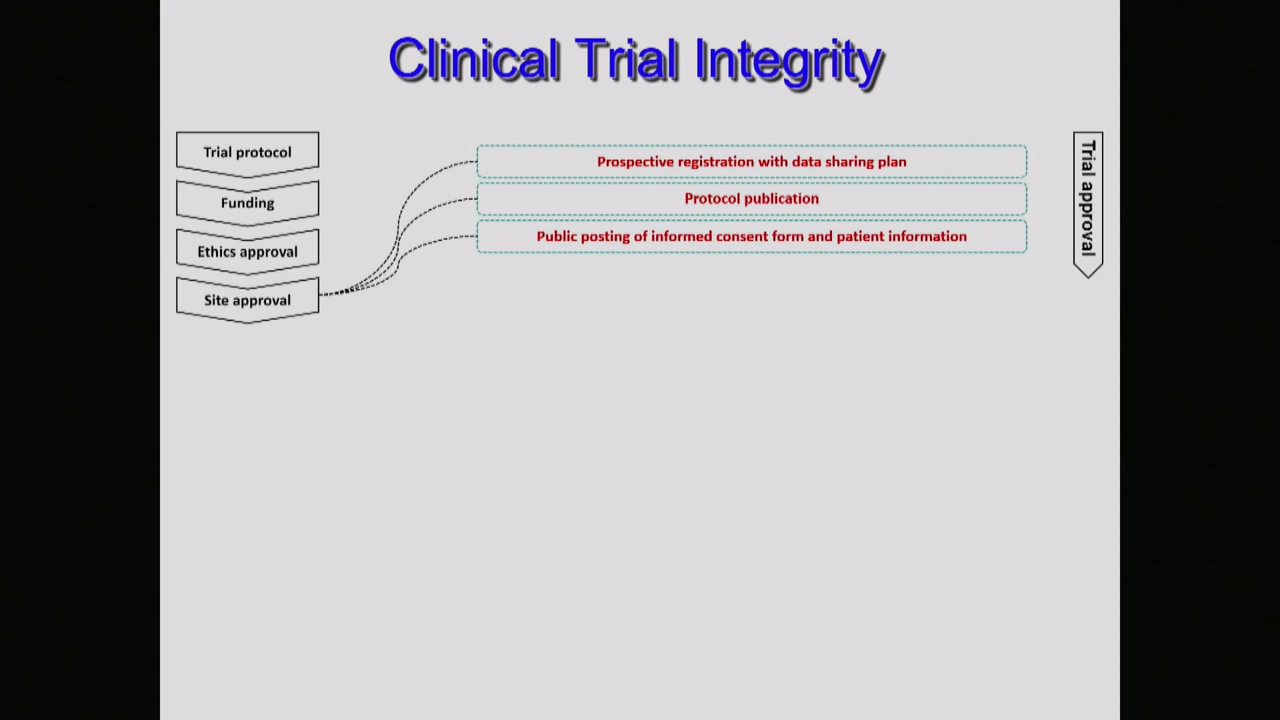 Clinical Trial Integrity
Trial protocol
Funding
Ethics approval
Site approval
Prospective registration with data sharing plan
Protocol publication
Public posting of informed consent form and patient information
Trial approval